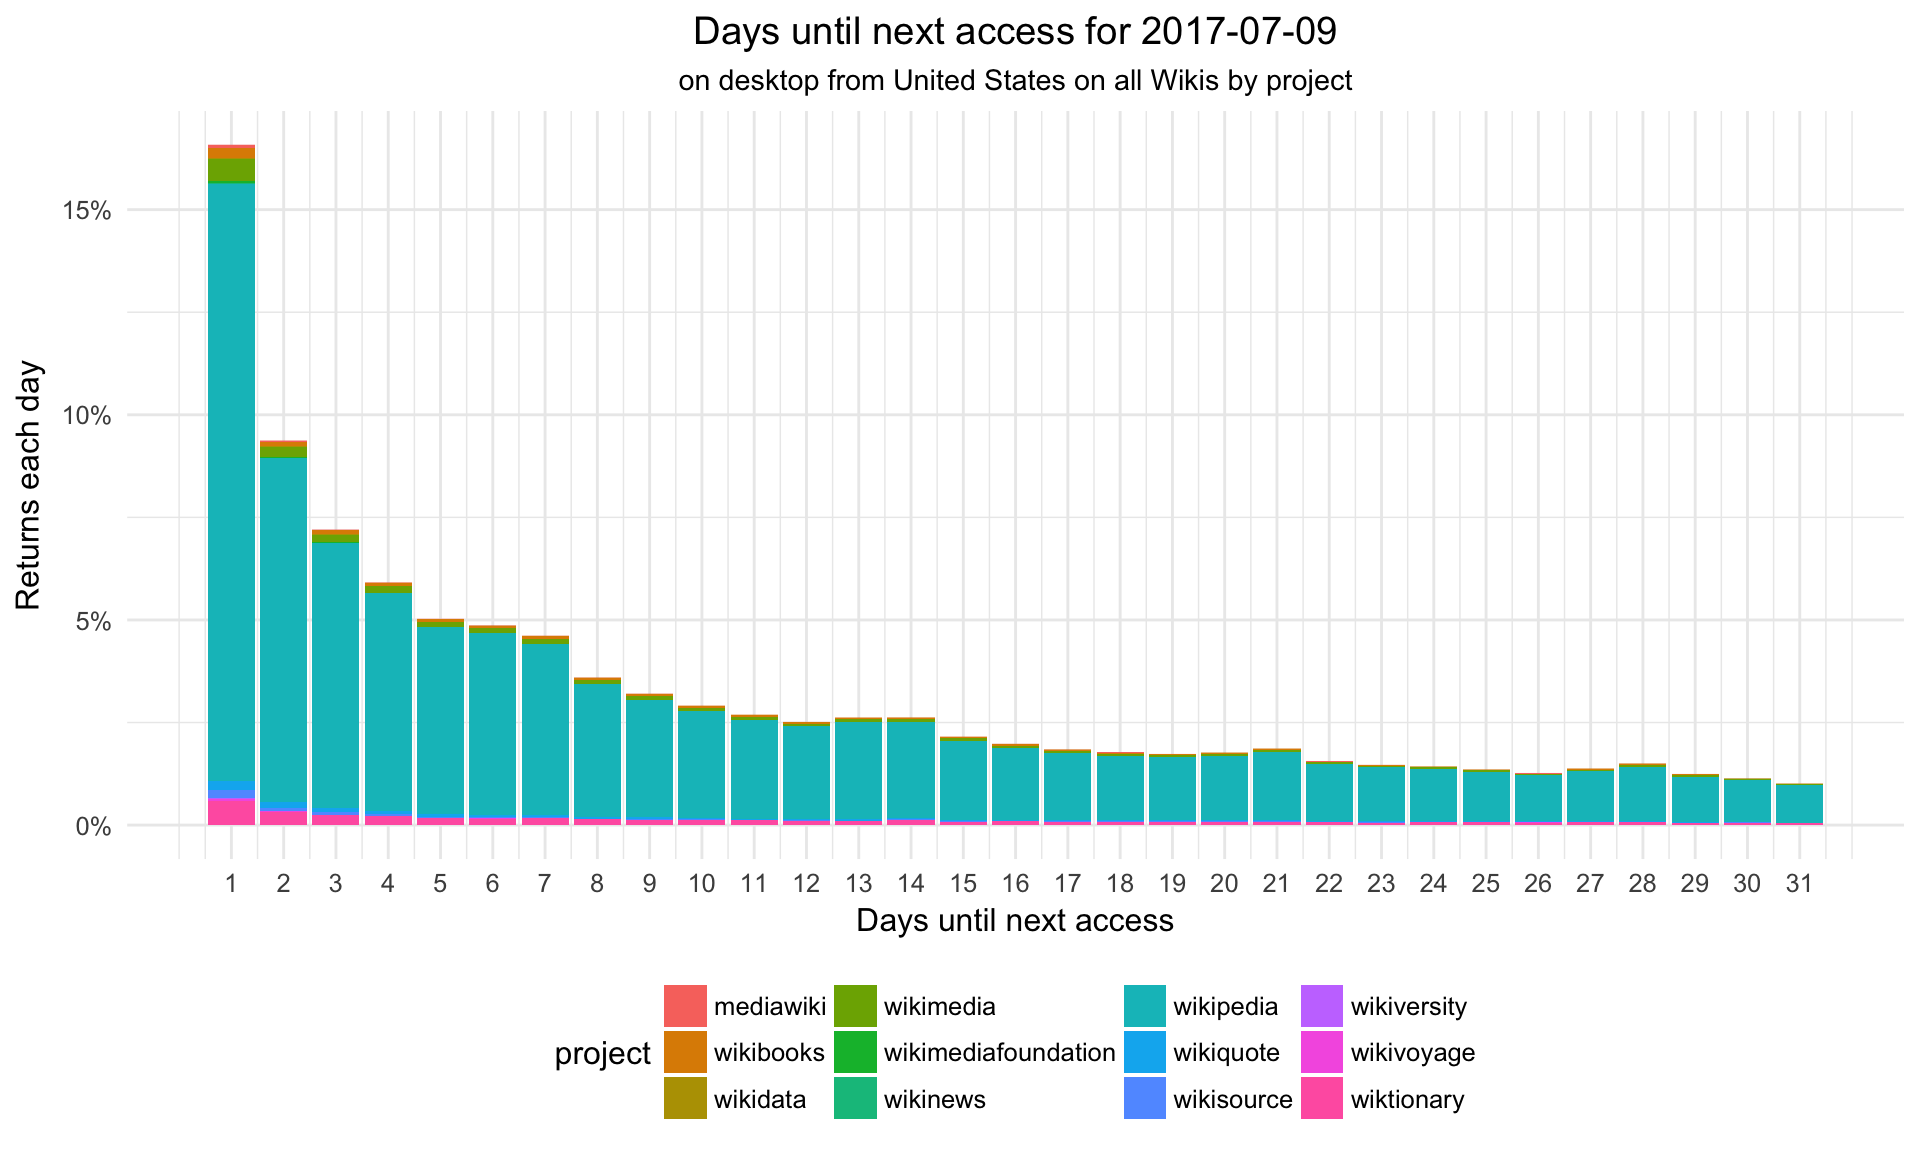 Days until next access for 2017-07-09
on desktop from United States on all Wikis by project
Returns each day
15%
10%
5%
0%
1 2 3 4 5 6 7 8 9 10 11 12 13 14 15 16 17 18 19 20 21 22 23 24 25 26 27 28 29 30 31
Days until next access
project
mediawiki wikimedia wikipedia wikiversity
wikibooks wikimediafoundation wikiquote wikivoyage
wikidata wikinews wikisource wiktionary